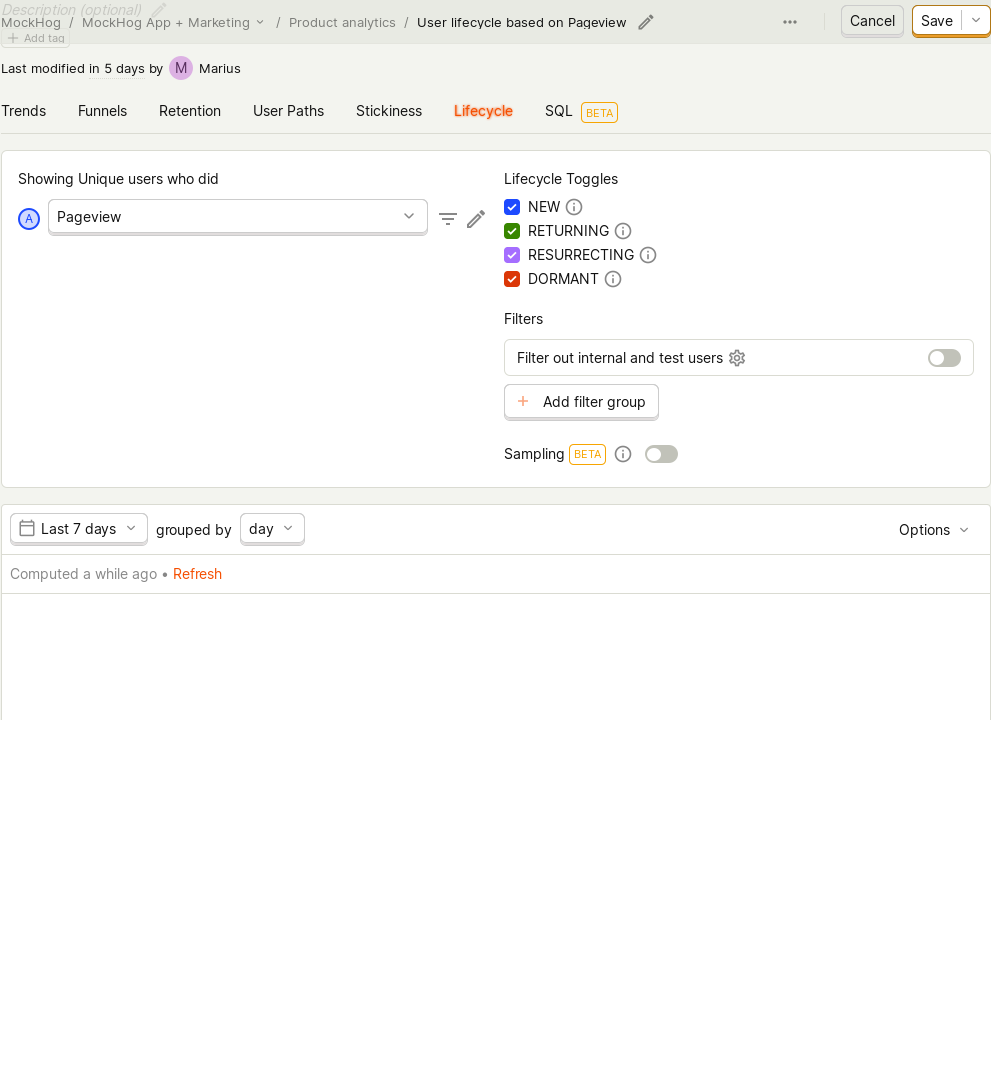 Description (optional)
MockHog / MockHog App + Marketing / Product analytics / User lifecycle based on Pageview
Cancel
Save
Add tag
Last modified in 5 days by M Marius
Trends Funnels Retention User Paths Stickiness Lifecycle SQL BETA
Showing Unique users who did
A Pageview
Lifecycle Toggles
NEW
RETURNING
RESURRECTING
DORMANT
Filters
Filter out internal and test users
+ Add filter group
Sampling BETA
Last 7 days grouped by day
Options
Computed a while ago • Refresh